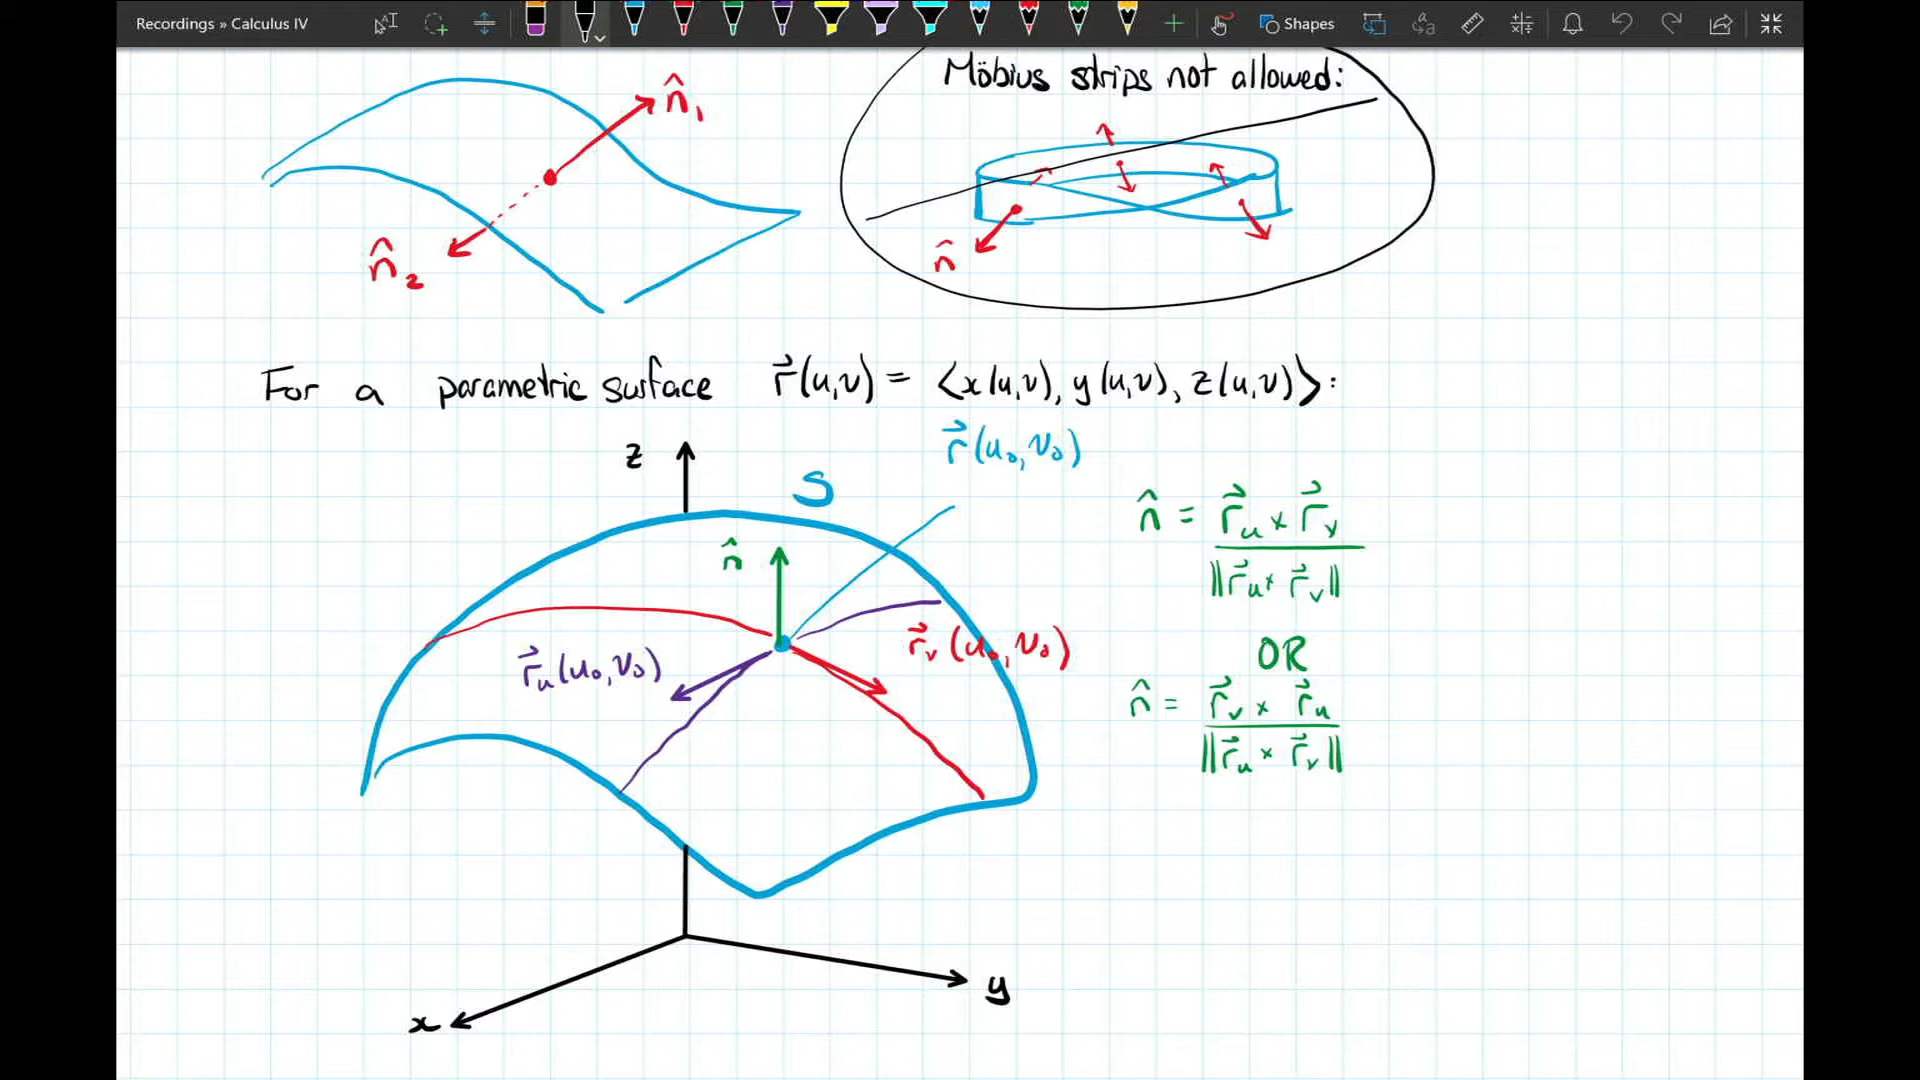 Recordings » Calculus IV
Shapes
Möbius strips not allowed:
n̂₁
n̂₂
n̂
For a parametric surface r⃗(u,v) = ⟨x(u,v), y(u,v), z(u,v)⟩:
r⃗(u₀,v₀)
z
S
n̂
n̂ = r⃗ᵤ × r⃗ᵥ
‖r⃗ᵤ × r⃗ᵥ‖
r⃗ᵤ(u₀,v₀)
r⃗ᵥ(u₀,v₀)
OR
n̂ = r⃗ᵥ × r⃗ᵤ
‖r⃗ᵤ × r⃗ᵥ‖
y
x